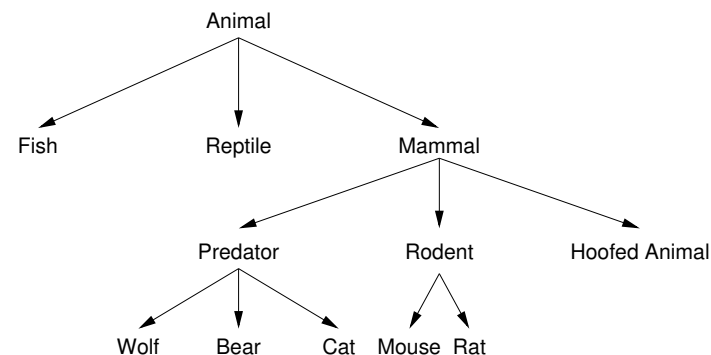 Animal
Fish Reptile Mammal
Predator Rodent Hoofed Animal
Wolf Bear Cat Mouse Rat